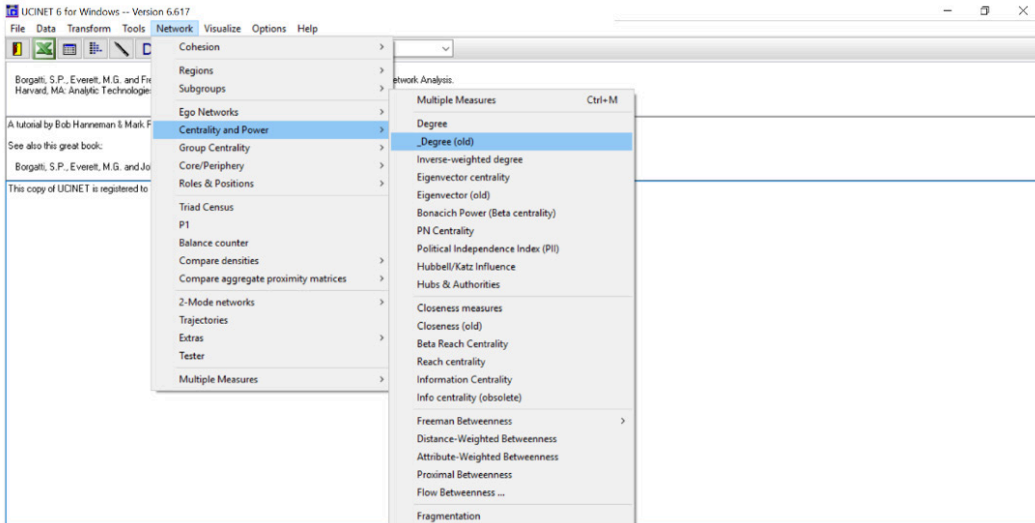 UCINET 6 for Windows -- Version 6.617
File Data Transform Tools Network Visualize Options Help
Borgatti, S.P., Everett, M.G. and
etwork Analysis.
Harvard, MA: Analytic
A tutorial by Bob Hanneman & Mark
See also this great book:
Borgatti, S.P., Everett, M.G. and
This copy of UCINET is registered to
Cohesion
Regions
Subgroups
Ego Networks
Centrality and Power
Group Centrality
Core/Periphery
Roles & Positions
Triad Census
P1
Balance counter
Compare densities
Compare aggregate proximity matrices
2-Mode networks
Trajectories
Extras
Tester
Multiple Measures
Multiple Measures Ctrl+M
Degree
_Degree (old)
Inverse-weighted degree
Eigenvector centrality
Eigenvector (old)
Bonacich Power (Beta centrality)
PN Centrality
Political Independence Index (PII)
Hubbell/Katz Influence
Hubs & Authorities
Closeness measures
Closeness (old)
Beta Reach Centrality
Reach centrality
Information Centrality
Info centrality (obsolete)
Freeman Betweenness
Distance-Weighted Betweenness
Attribute-Weighted Betweenness
Proximal Betweenness
Flow Betweenness ...
Fragmentation